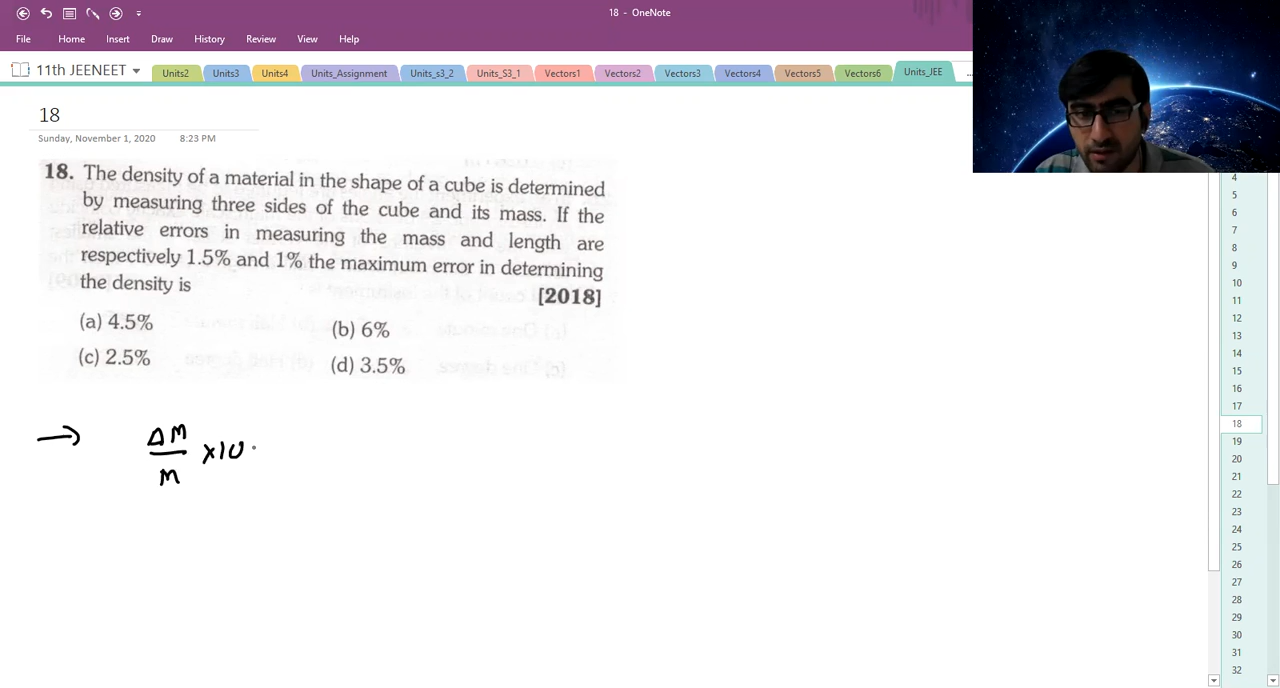 18 - OneNote
File Home Insert Draw History Review View Help
11th JEENEET Units2 Units3 Units4 Units_Assignment Units_s3_2 Units_S3_1 Vectors1 Vectors2 Vectors3 Vectors4 Vectors5 Vectors6 Units_JEE ...
18
Sunday, November 1, 2020 8:23 PM
18. The density of a material in the shape of a cube is determined
by measuring three sides of the cube and its mass. If the
relative errors in measuring the mass and length are
respectively 1.5% and 1% the maximum error in determining
the density is [2018]
(a) 4.5% (b) 6%
(c) 2.5% (d) 3.5%
→ ΔM
M
×10
4
5
6
7
8
9
10
11
12
13
14
15
16
17
18
19
20
21
22
23
24
25
26
27
28
29
30
31
32